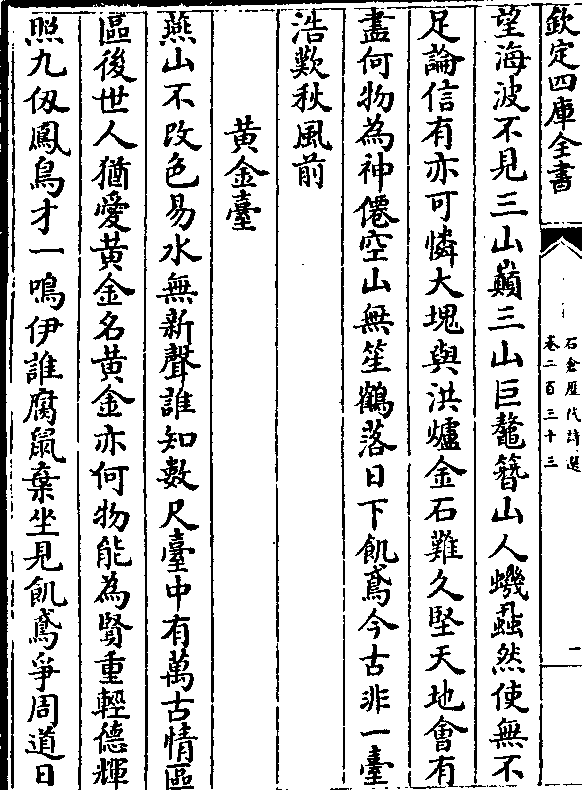 欽定四庫全書
石倉歷代詩選
卷二百三十三
一
望海波不見三山巔三山巨鼇簪山人蟣蝨然使無不
足論信有亦可憐大塊與洪爐金石難久堅天地會有
盡何物為神僊空山無笙鶴落日下飢鳶今古非一臺
浩歎秋風前
黄金臺
燕山不改色易水無新聲誰知數尺臺中有萬古情區
區後世人猶愛黄金名黄金亦何物能為賢重輕德輝
照九仭鳳鳥才一鳴伊誰腐鼠棄坐見飢鳶爭周道日